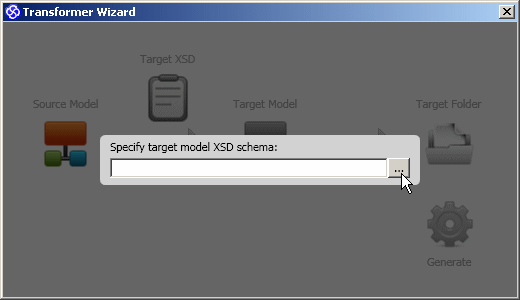 Transformer Wizard
Target XSD
Source Model
Target Model
Target Folder
Specify target model XSD schema:
...
Generate